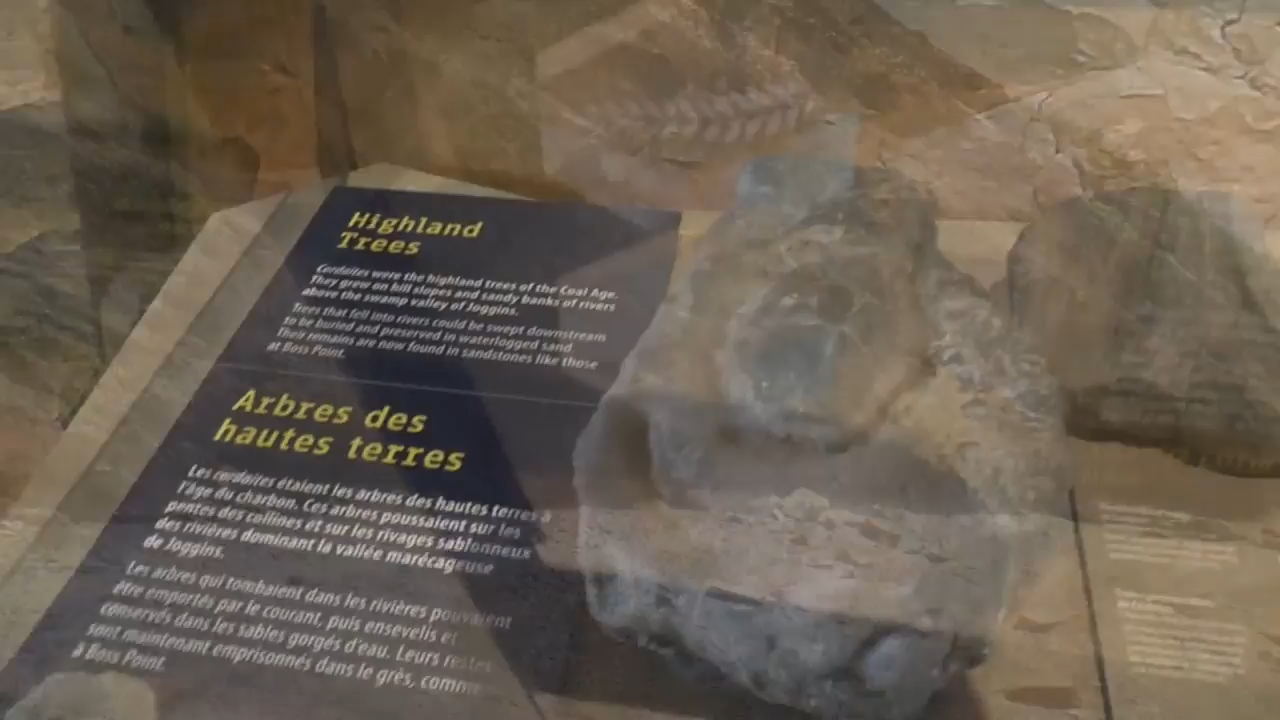 Highland
Trees
Cordaites were the highland trees of the Coal Age.
They grew on hill slopes and sandy banks of rivers
above the swamp valley of Joggins.
Trees that fell into rivers could be swept downstream
to be buried and preserved in waterlogged sand.
Their remains are now found in sandstones like those
at Boss Point.
Arbres des
hautes terres
Les cordaites étaient les arbres des hautes terres à
l'âge du charbon. Ces arbres poussaient sur les
pentes des collines et sur les rivages sablonneux
des rivières dominant la vallée marécageuse
de Joggins.
Les arbres qui tombaient dans les rivières pouvaient
être emportés par le courant, puis ensevelis et
conservés dans les sables gorgés d'eau. Leurs restes
sont maintenant emprisonnés dans le grès, comme
à Boss Point.